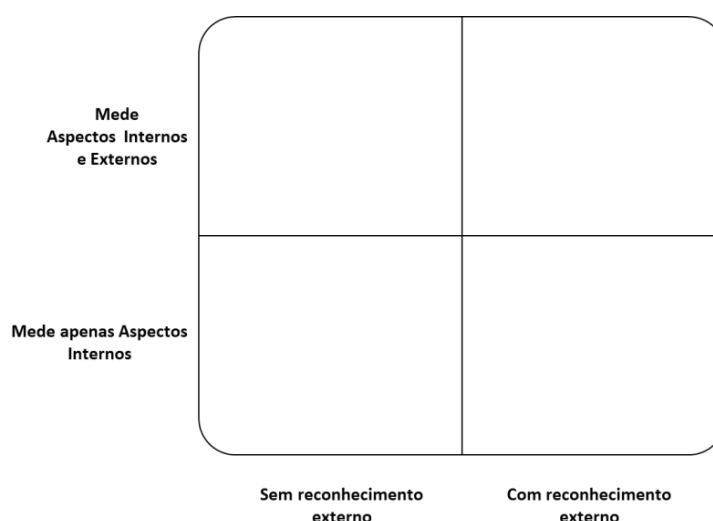 Mede
Aspectos Internos
e Externos
Mede apenas Aspectos
Internos
Sem reconhecimento
externo
Com reconhecimento
externo